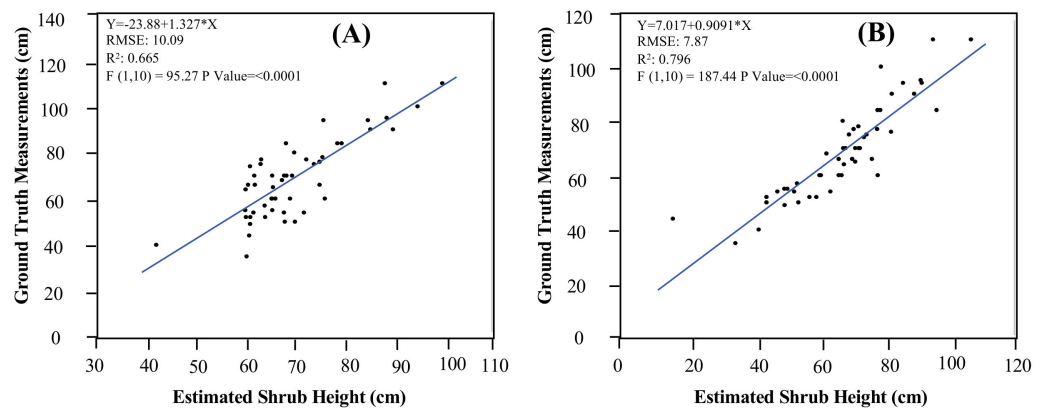 (A)
Y=-23.88+1.327*X
RMSE: 10.09
R²: 0.665
F (1,10) = 95.27 P Value=<0.0001
Ground Truth Measurements (cm)
140
120
100
80
60
40
20
0
30 40 50 60 70 80 90 100 110
Estimated Shrub Height (cm)
(B)
Y=7.017+0.9091*X
RMSE: 7.87
R²: 0.796
F (1,10) = 187.44 P Value=<0.0001
Ground Truth Measurements (cm)
120
100
80
60
40
20
0
0 20 40 60 80 100 120
Estimated Shrub Height (cm)